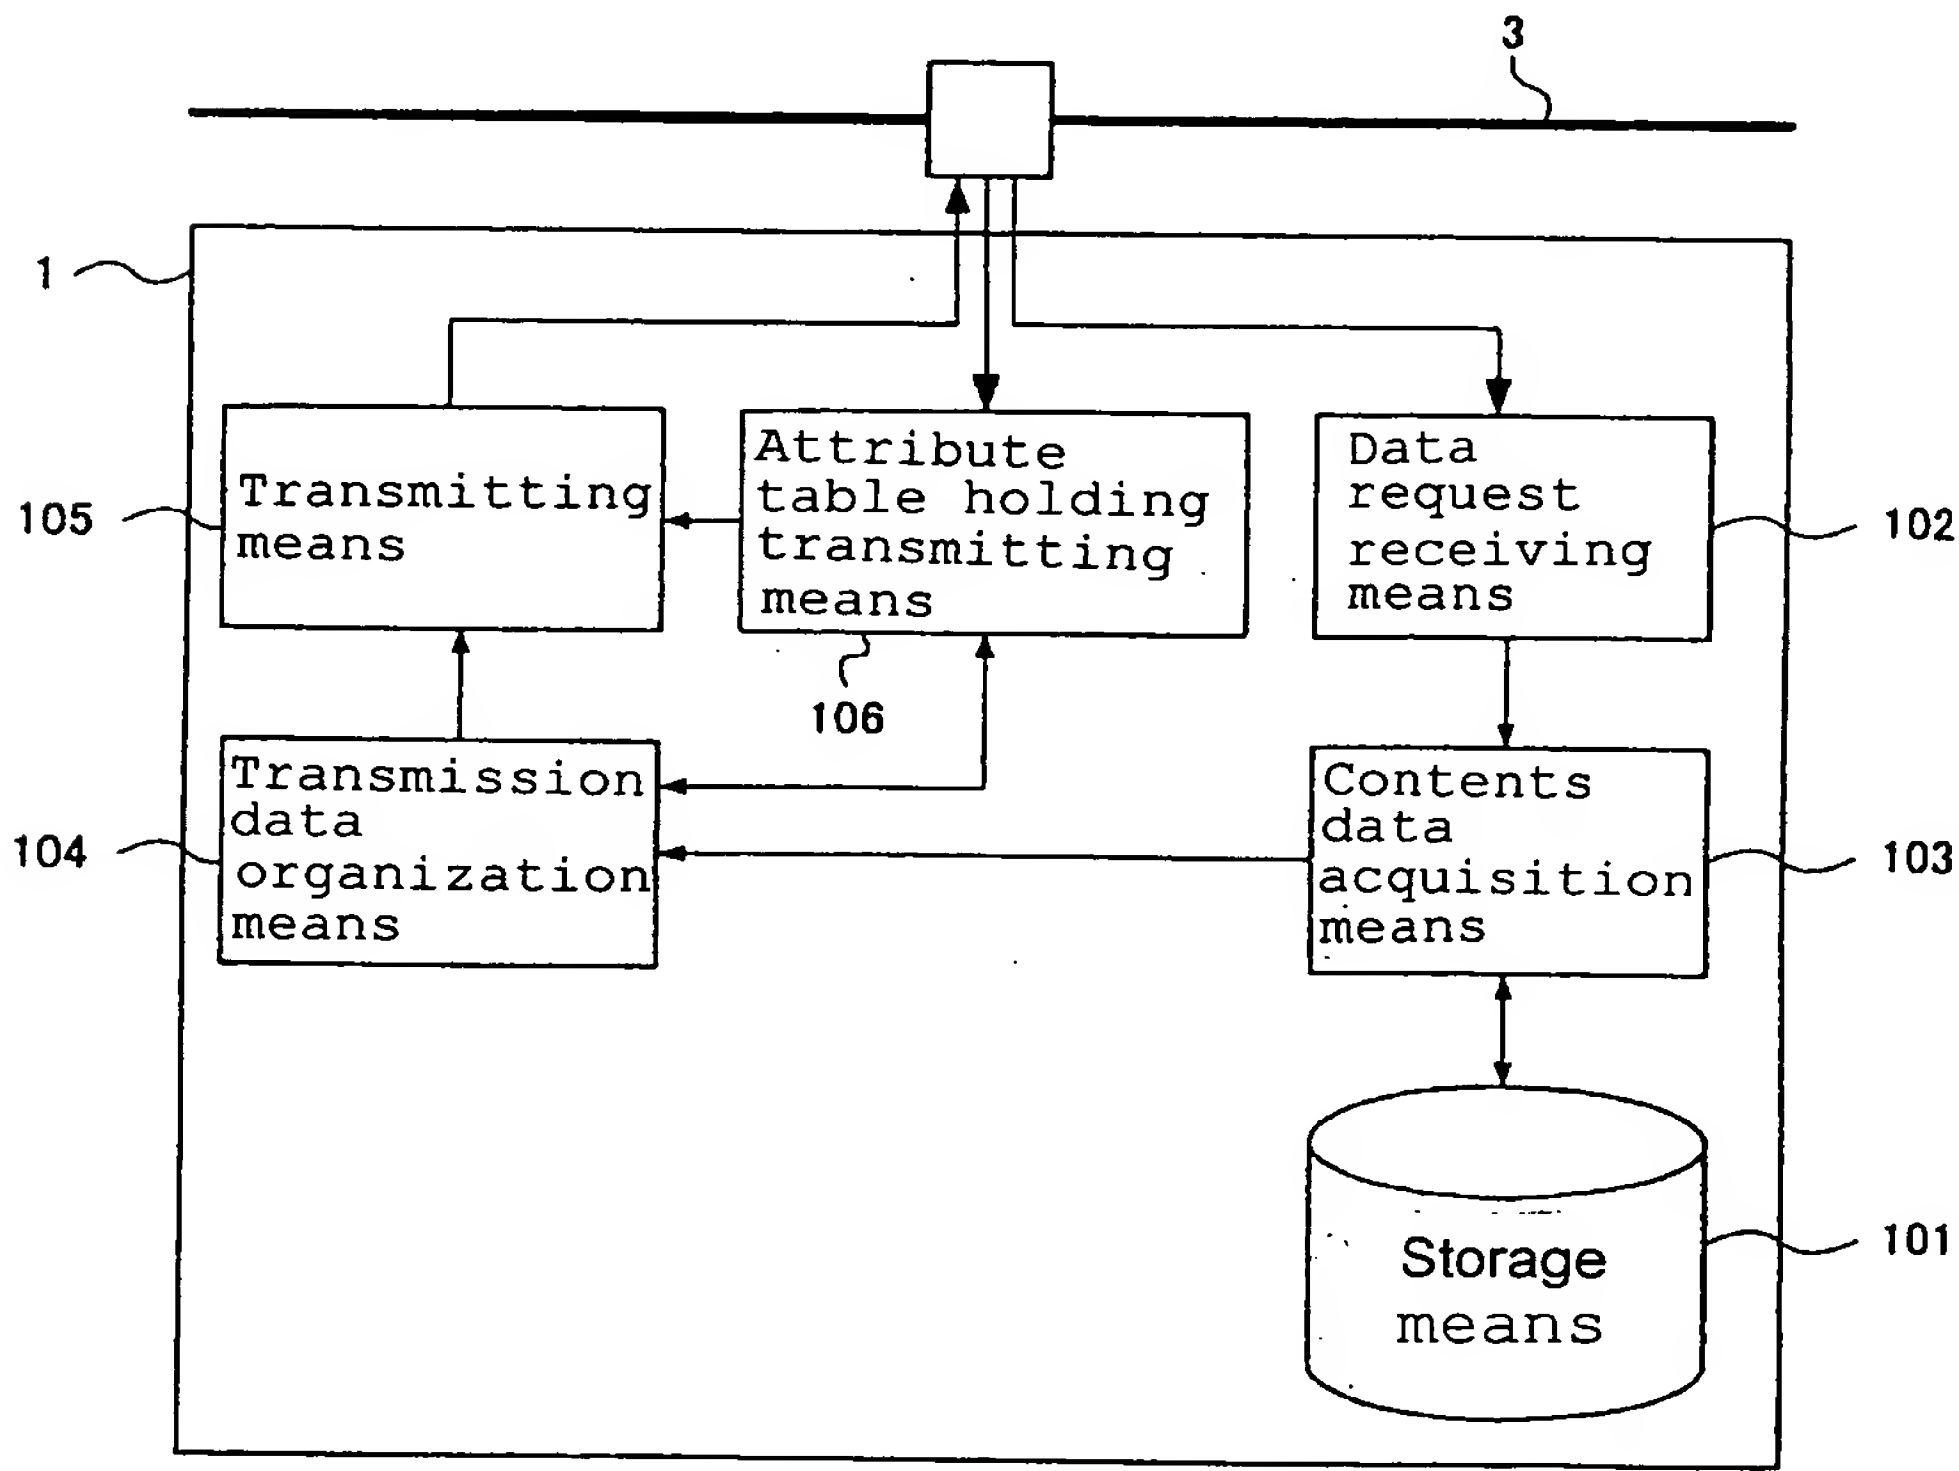 3
1
Transmitting
means
105
Attribute
table holding
transmitting
means
106
Data
request
receiving
means
102
Transmission
data
organization
means
104
Contents
data
acquisition
means
103
Storage
means
101